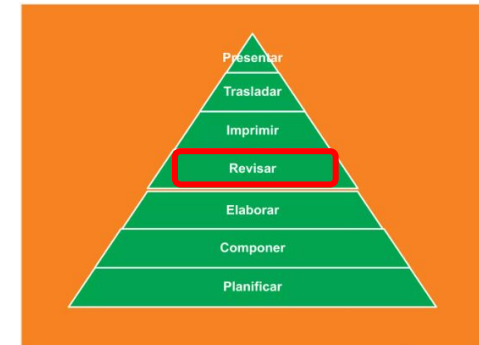 Presentar
Trasladar
Imprimir
Revisar
Elaborar
Componer
Planificar